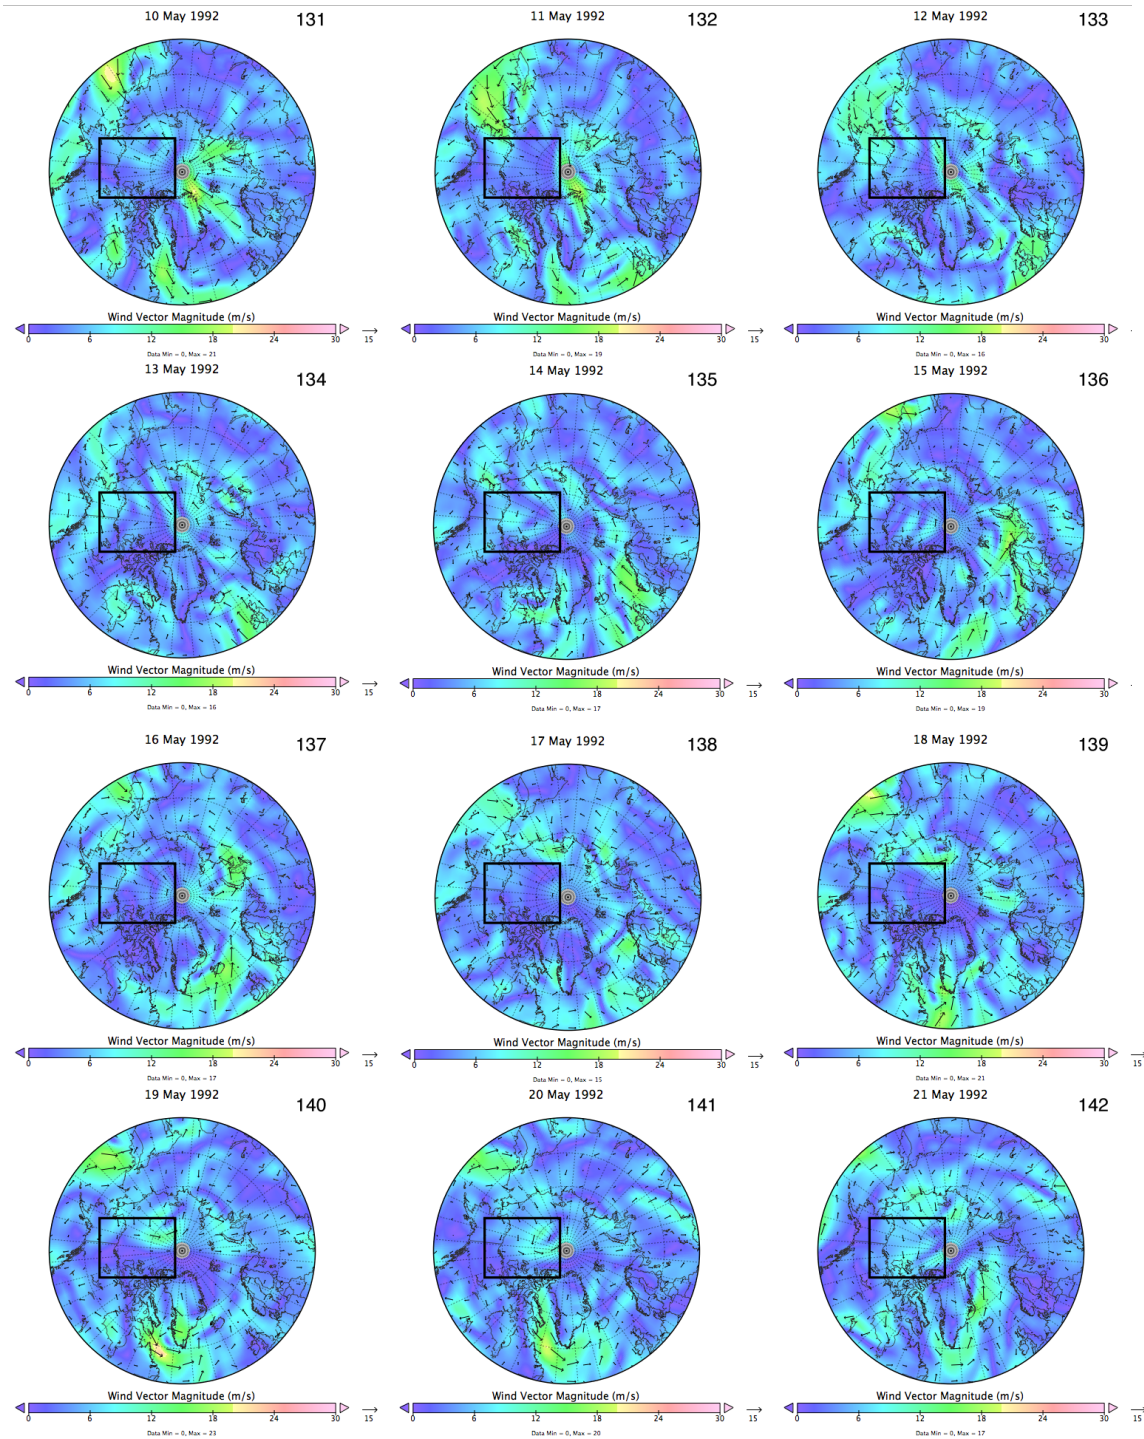 10 May 1992 131
11 May 1992 132
12 May 1992 133
Wind Vector Magnitude (m/s)
0 6 12 18 24 30 15
Data Min = 0, Max = 21
Wind Vector Magnitude (m/s)
0 6 12 18 24 30 15
Data Min = 0, Max = 19
Wind Vector Magnitude (m/s)
0 6 12 18 24 30
Data Min = 0, Max = 16
13 May 1992 134
14 May 1992 135
15 May 1992 136
Wind Vector Magnitude (m/s)
0 6 12 18 24 30 15
Data Min = 0, Max = 16
Wind Vector Magnitude (m/s)
0 6 12 18 24 30 15
Data Min = 0, Max = 17
Wind Vector Magnitude (m/s)
0 6 12 18 24 30
Data Min = 0, Max = 19
16 May 1992 137
17 May 1992 138
18 May 1992 139
Wind Vector Magnitude (m/s)
0 6 12 18 24 30 15
Data Min = 0, Max = 17
Wind Vector Magnitude (m/s)
0 6 12 18 24 30 15
Data Min = 0, Max = 15
Wind Vector Magnitude (m/s)
0 6 12 18 24 30 15
Data Min = 0, Max = 21
19 May 1992 140
20 May 1992 141
21 May 1992 142
Wind Vector Magnitude (m/s)
0 6 12 18 24 30 15
Data Min = 0, Max = 23
Wind Vector Magnitude (m/s)
0 6 12 18 24 30 15
Data Min = 0, Max = 20
Wind Vector Magnitude (m/s)
0 6 12 18 24 30 15
Data Min = 0, Max = 17